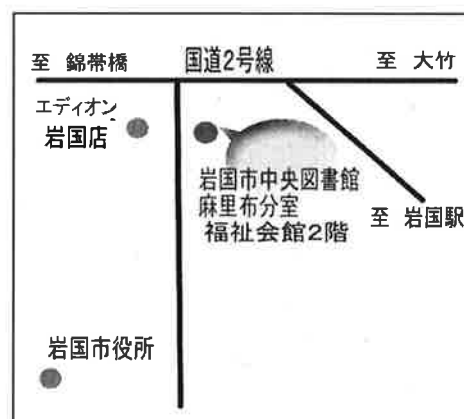 至 錦帯橋
国道2号線
至 大竹
エディオン
岩国店
岩国市中央図書館
麻里布分室
福祉会館2階
至 岩国駅
岩国市役所